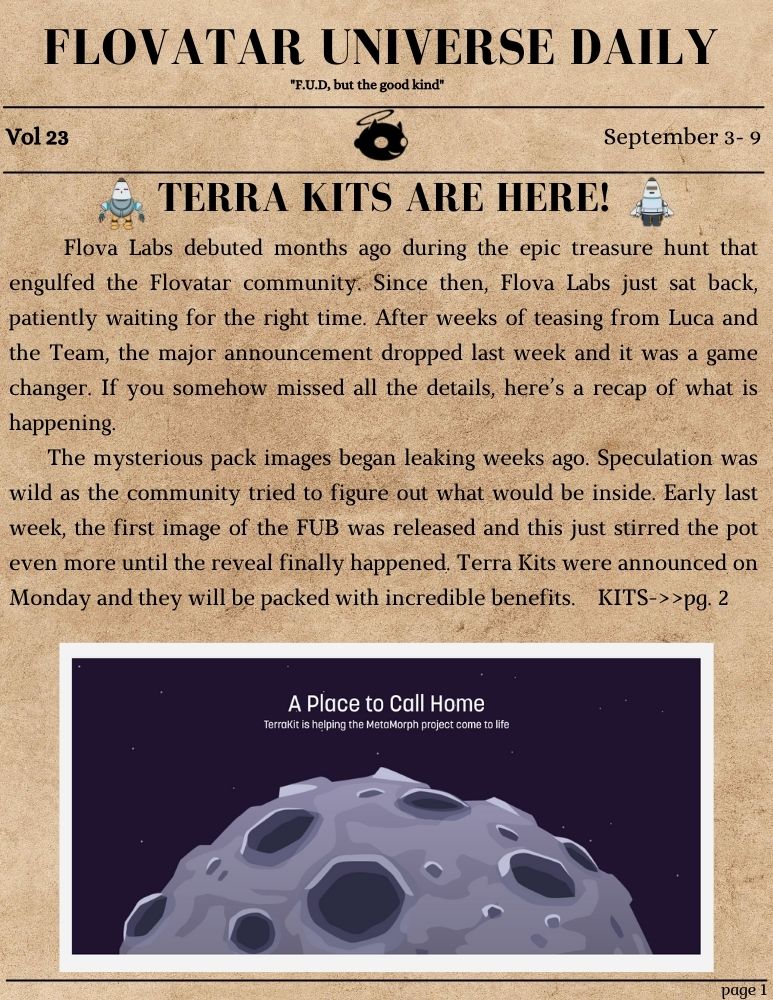 FLOVATAR UNIVERSE DAILY
"F.U.D, but the good kind"
Vol 23
September 3- 9
TERRA KITS ARE HERE!
Flova Labs debuted months ago during the epic treasure hunt that
engulfed the Flovatar community. Since then, Flova Labs just sat back,
patiently waiting for the right time. After weeks of teasing from Luca and
the Team, the major announcement dropped last week and it was a game
changer. If you somehow missed all the details, here’s a recap of what is
happening.
The mysterious pack images began leaking weeks ago. Speculation was
wild as the community tried to figure out what would be inside. Early last
week, the first image of the FUB was released and this just stirred the pot
even more until the reveal finally happened. Terra Kits were announced on
Monday and they will be packed with incredible benefits. KITS->>pg. 2
A Place to Call Home
TerraKit is helping the MetaMorph project come to life
page 1